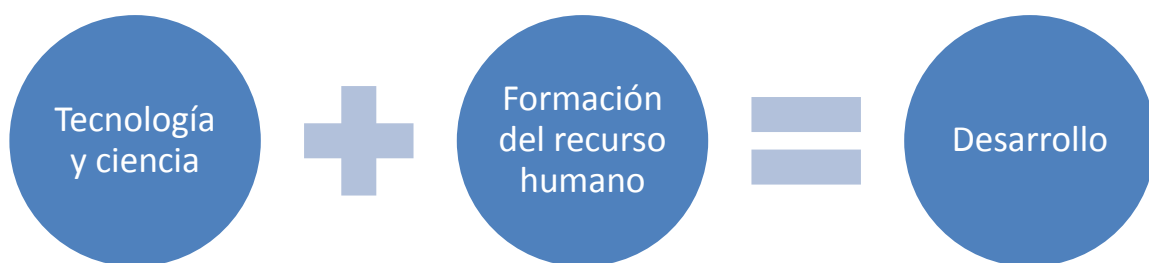 Tecnología
y ciencia
Formación
del recurso
humano
Desarrollo